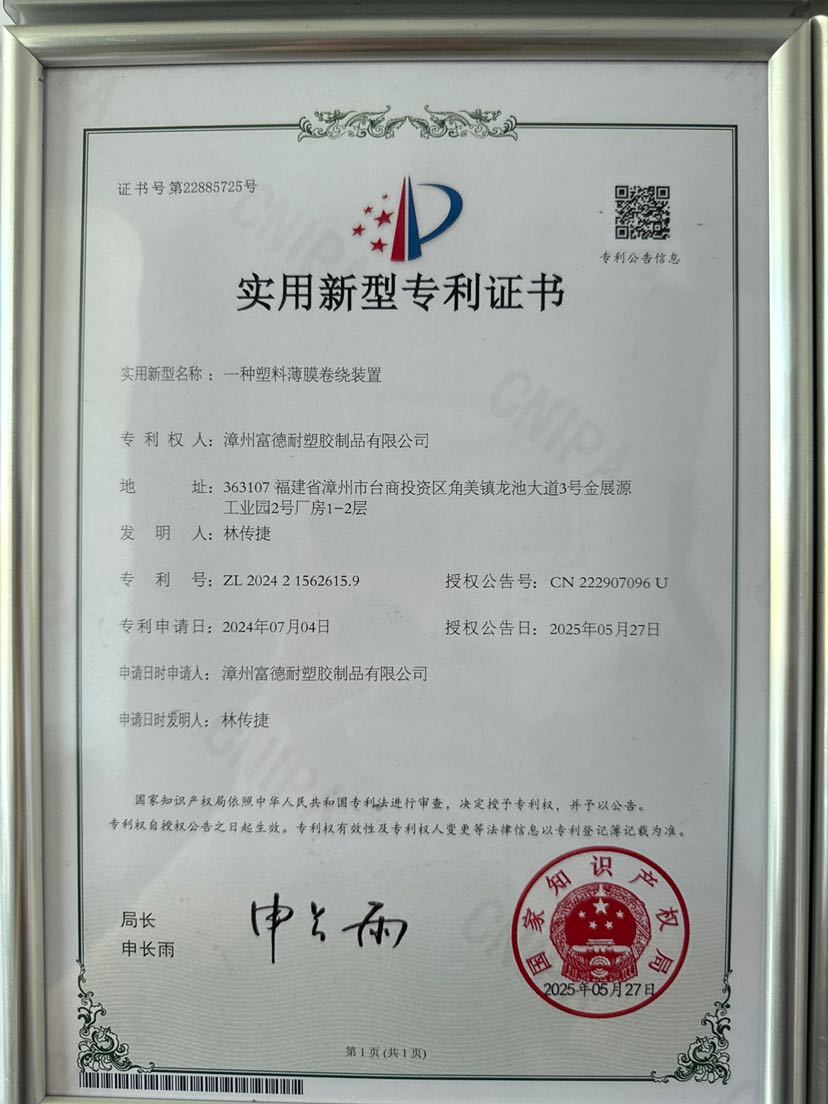 证书号第22885725号
专利公告信息
实用新型专利证书
实用新型名称：一种塑料薄膜卷绕装置
专利权人：漳州富德耐塑胶制品有限公司
地址：363107 福建省漳州市台商投资区角美镇龙池大道3号金展源
工业园2号厂房1-2层
发明人：林传捷
专利号：ZL 2024 2 1562615.9 授权公告号：CN 222907096 U
专利申请日：2024年07月04日 授权公告日：2025年05月27日
申请日时申请人：漳州富德耐塑胶制品有限公司
申请日时发明人：林传捷
国家知识产权局依照中华人民共和国专利法进行审查，决定授予专利权，并予以公告。
专利权自授权公告之日起生效。专利权有效性及专利权人变更等法律信息以专利登记簿记载为准。
局长
申长雨
申长雨
国家知识产权局
2025年05月27日
第1页(共1页)
CNIPA
CNIPA
CNIPA